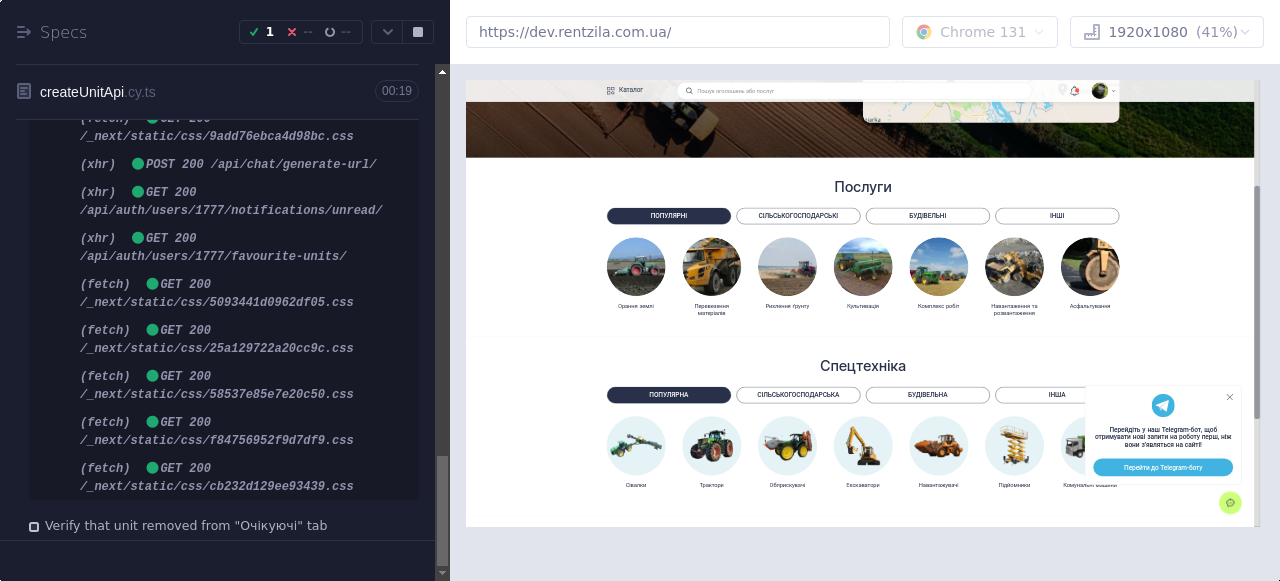 Specs
1
--
--
createUnitApi.cy.ts
00:19
(fetch) GET 200
/_next/static/css/9add76ebca4d98bc.css
(xhr) POST 200 /api/chat/generate-url/
(xhr) GET 200
/api/auth/users/1777/notifications/unread/
(xhr) GET 200
/api/auth/users/1777/favourite-units/
(fetch) GET 200
/_next/static/css/5093441d0962df05.css
(fetch) GET 200
/_next/static/css/25a129722a20cc9c.css
(fetch) GET 200
/_next/static/css/58537e85e7e20c50.css
(fetch) GET 200
/_next/static/css/f84756952f9d7df9.css
(fetch) GET 200
/_next/static/css/cb232d129ee93439.css
Verify that unit removed from "Очікуючі" tab
https://dev.rentzila.com.ua/
Chrome 131
1920x1080 (41%)
Каталог
Пошук оголошень або послуг
Послуги
ПОПУЛЯРНІ
СІЛЬСЬКОГОСПОДАРСЬКІ
БУДІВЕЛЬНІ
ІНШІ
Орання землі
Перевезення матеріалів
Рихлення ґрунту
Культивація
Комплекс робіт
Навантаження та розвантаження
Асфальтування
Спецтехніка
ПОПУЛЯРНА
СІЛЬСЬКОГОСПОДАРСЬКА
БУДІВЕЛЬНА
ІНША
Сівалки
Трактори
Обприскувачі
Екскаватори
Навантажувачі
Підйомники
Комунальні машини
Перейдіть у наш Telegram-бот, щоб
отримувати нові запити на роботу перш, ніж
вони зʼявляться на сайті!
Перейти до Telegram-боту